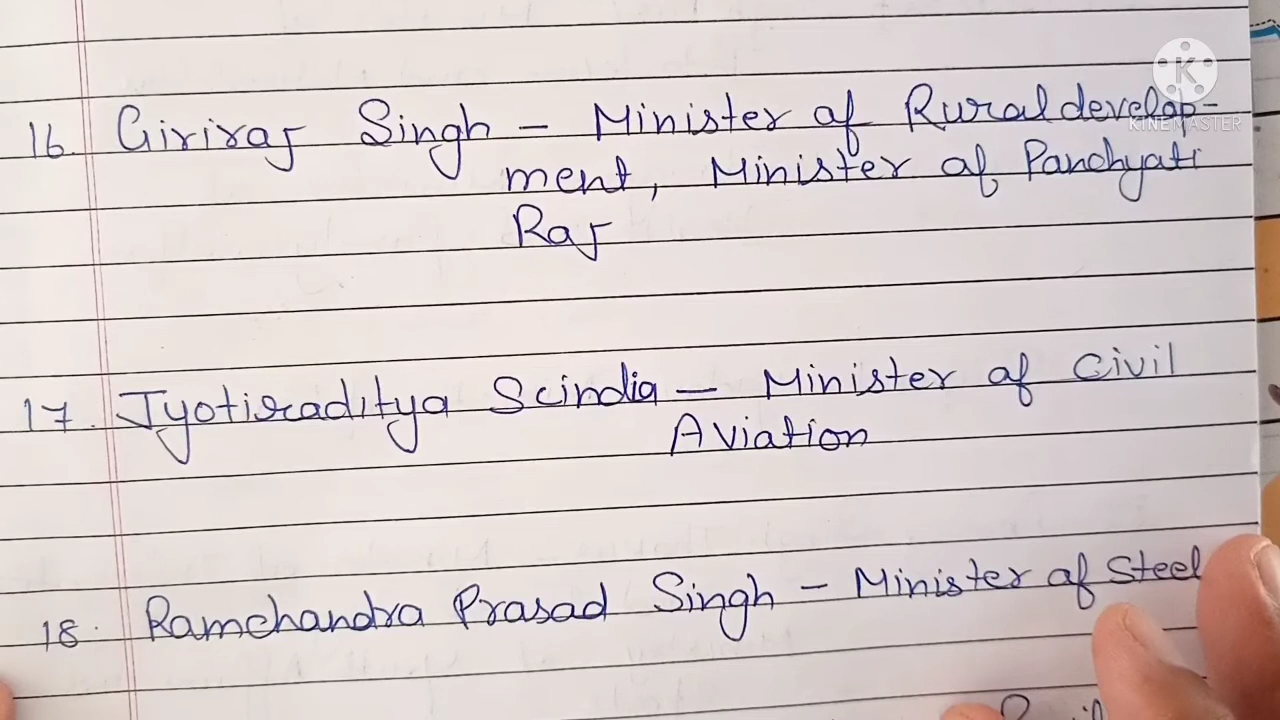 16. Giriraj Singh - Minister of Rural develop-
ment, Minister of Panchyati
Raj
17. Jyotiraditya Scindia - Minister of Civil
Aviation
18. Ramchandra Prasad Singh - Minister of Steel
K
KINEMASTER